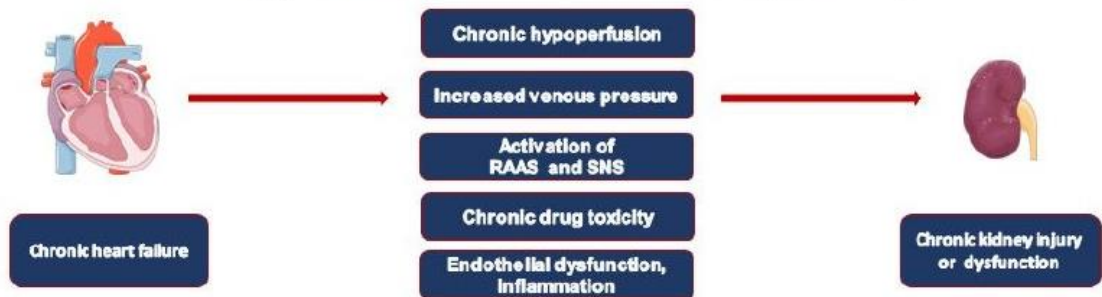 Chronic heart failure
Chronic hypoperfusion
Increased venous pressure
Activation of
RAAS and SNS
Chronic drug toxicity
Endothelial dysfunction,
Inflammation
Chronic kidney injury
or dysfunction